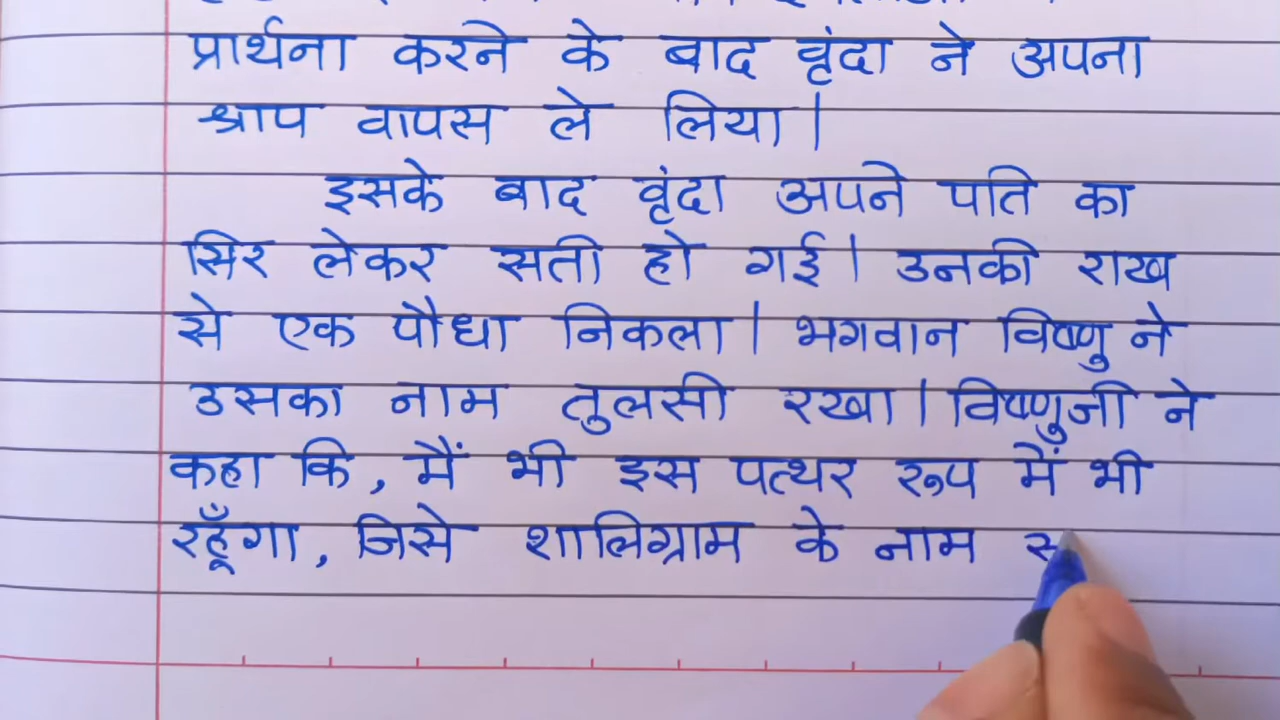 प्रार्थना करने के बाद वृंदा ने अपना
श्राप वापस ले लिया।
इसके बाद वृंदा अपने पति का
सिर लेकर सती हो गई। उनकी राख
से एक पौधा निकला। भगवान विष्णु ने
उसका नाम तुलसी रखा। विष्णुजी ने
कहा कि, मैं भी इस पत्थर रूप में भी
रहूँगा, जिसे शालिग्राम के नाम